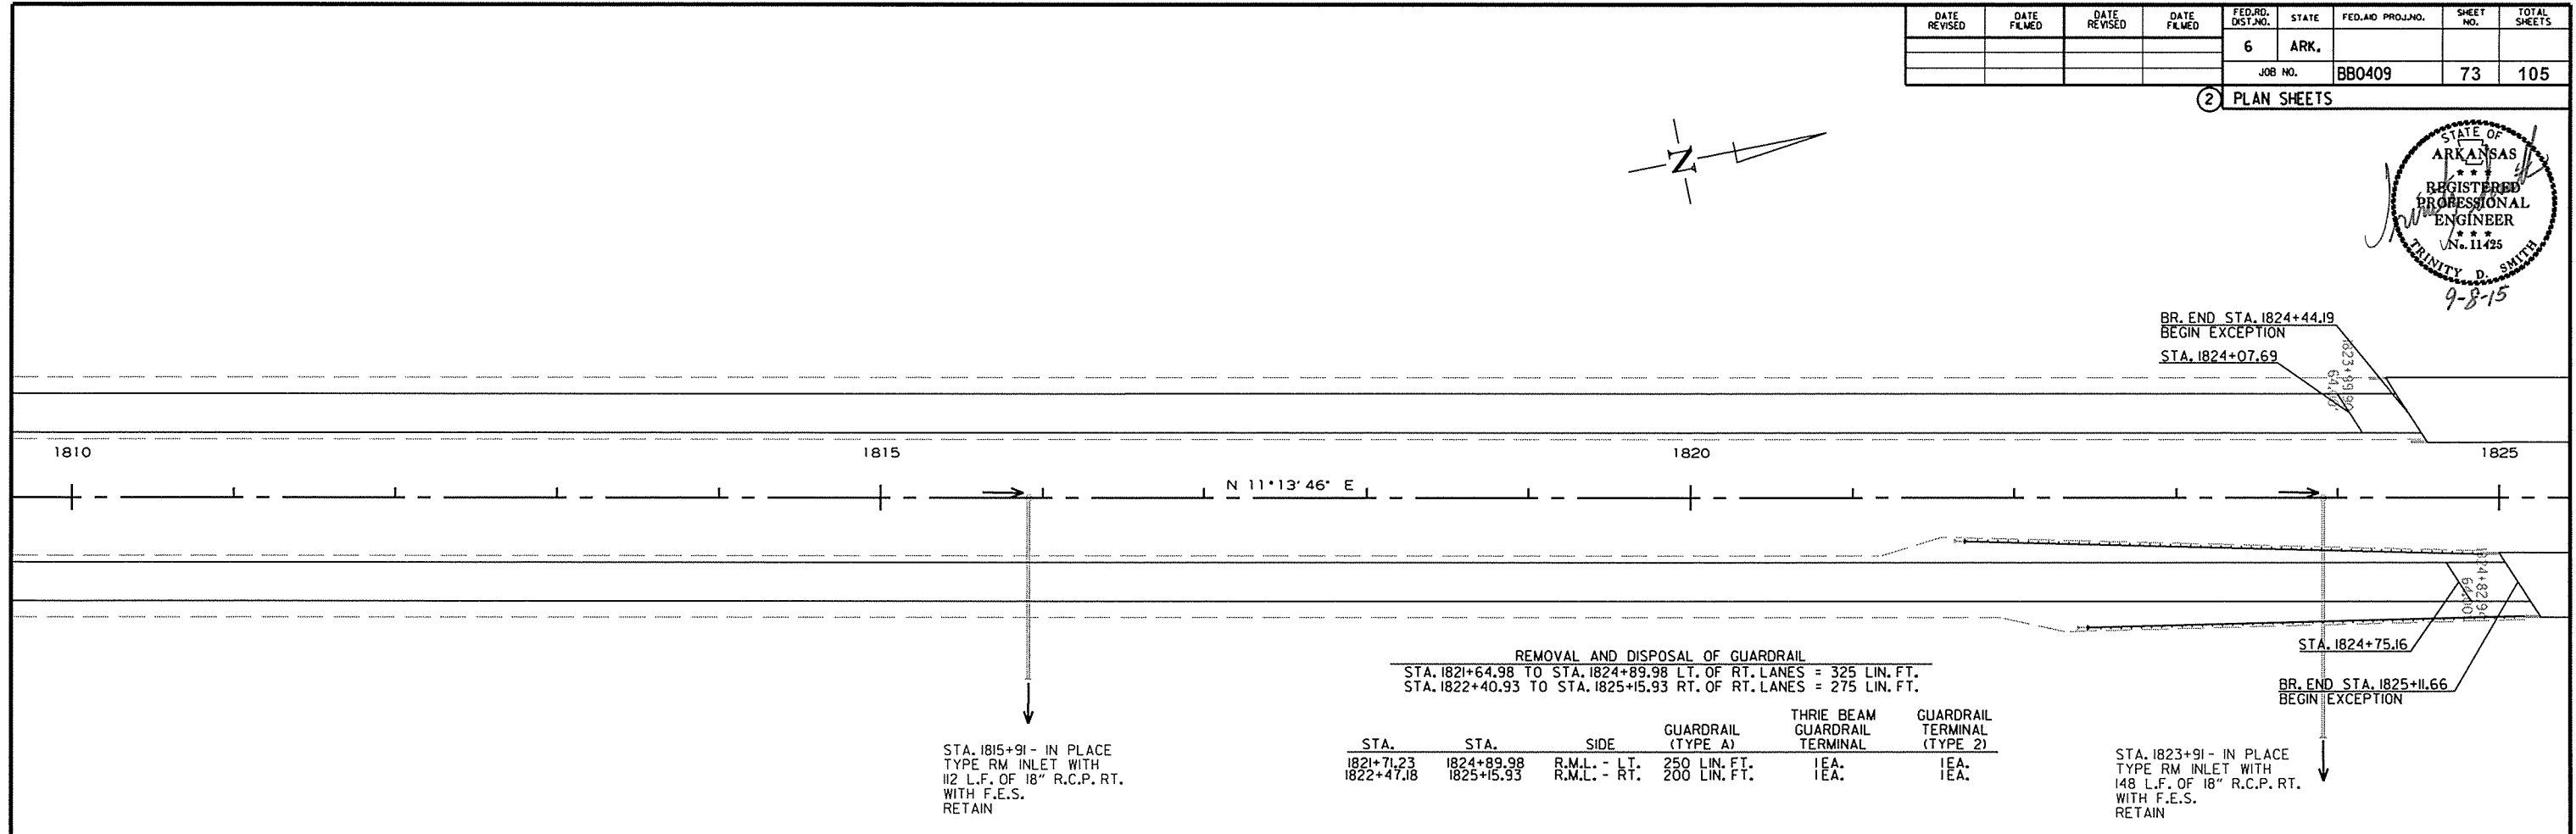 DATE REVISED
DATE FILMED
DATE REVISED
DATE FILMED
FED.RD. DIST.NO.
STATE
FED.AID PROJ.NO.
SHEET NO.
TOTAL SHEETS
6
ARK.
JOB NO.
BB0409
73
105
2 PLAN SHEETS
N
STATE OF
ARKANSAS
* * *
REGISTERED
PROFESSIONAL
ENGINEER
* * *
No. 11425
TRINITY D. SMITH
9-8-15
BR. END STA. 1824+44.19
BEGIN EXCEPTION
STA. 1824+07.69
1823+99.90
1810
1815
1820
1825
N 11°13'46" E
64.00
STA. 1824+75.16
BR. END STA. 1825+11.66
BEGIN EXCEPTION
REMOVAL AND DISPOSAL OF GUARDRAIL
STA. 1821+64.98 TO STA. 1824+89.98 LT. OF RT. LANES = 325 LIN. FT.
STA. 1822+40.93 TO STA. 1825+15.93 RT. OF RT. LANES = 275 LIN. FT.
STA. STA. SIDE GUARDRAIL (TYPE A) THRIE BEAM GUARDRAIL TERMINAL GUARDRAIL TERMINAL (TYPE 2)
1821+71.23 1824+89.98 R.M.L. - LT. 250 LIN. FT. 1 EA. 1 EA.
1822+47.18 1825+15.93 R.M.L. - RT. 200 LIN. FT. 1 EA. 1 EA.
STA. 1815+91 - IN PLACE
TYPE RM INLET WITH
112 L.F. OF 18" R.C.P. RT.
WITH F.E.S.
RETAIN
STA. 1823+91 - IN PLACE
TYPE RM INLET WITH
148 L.F. OF 18" R.C.P. RT.
WITH F.E.S.
RETAIN